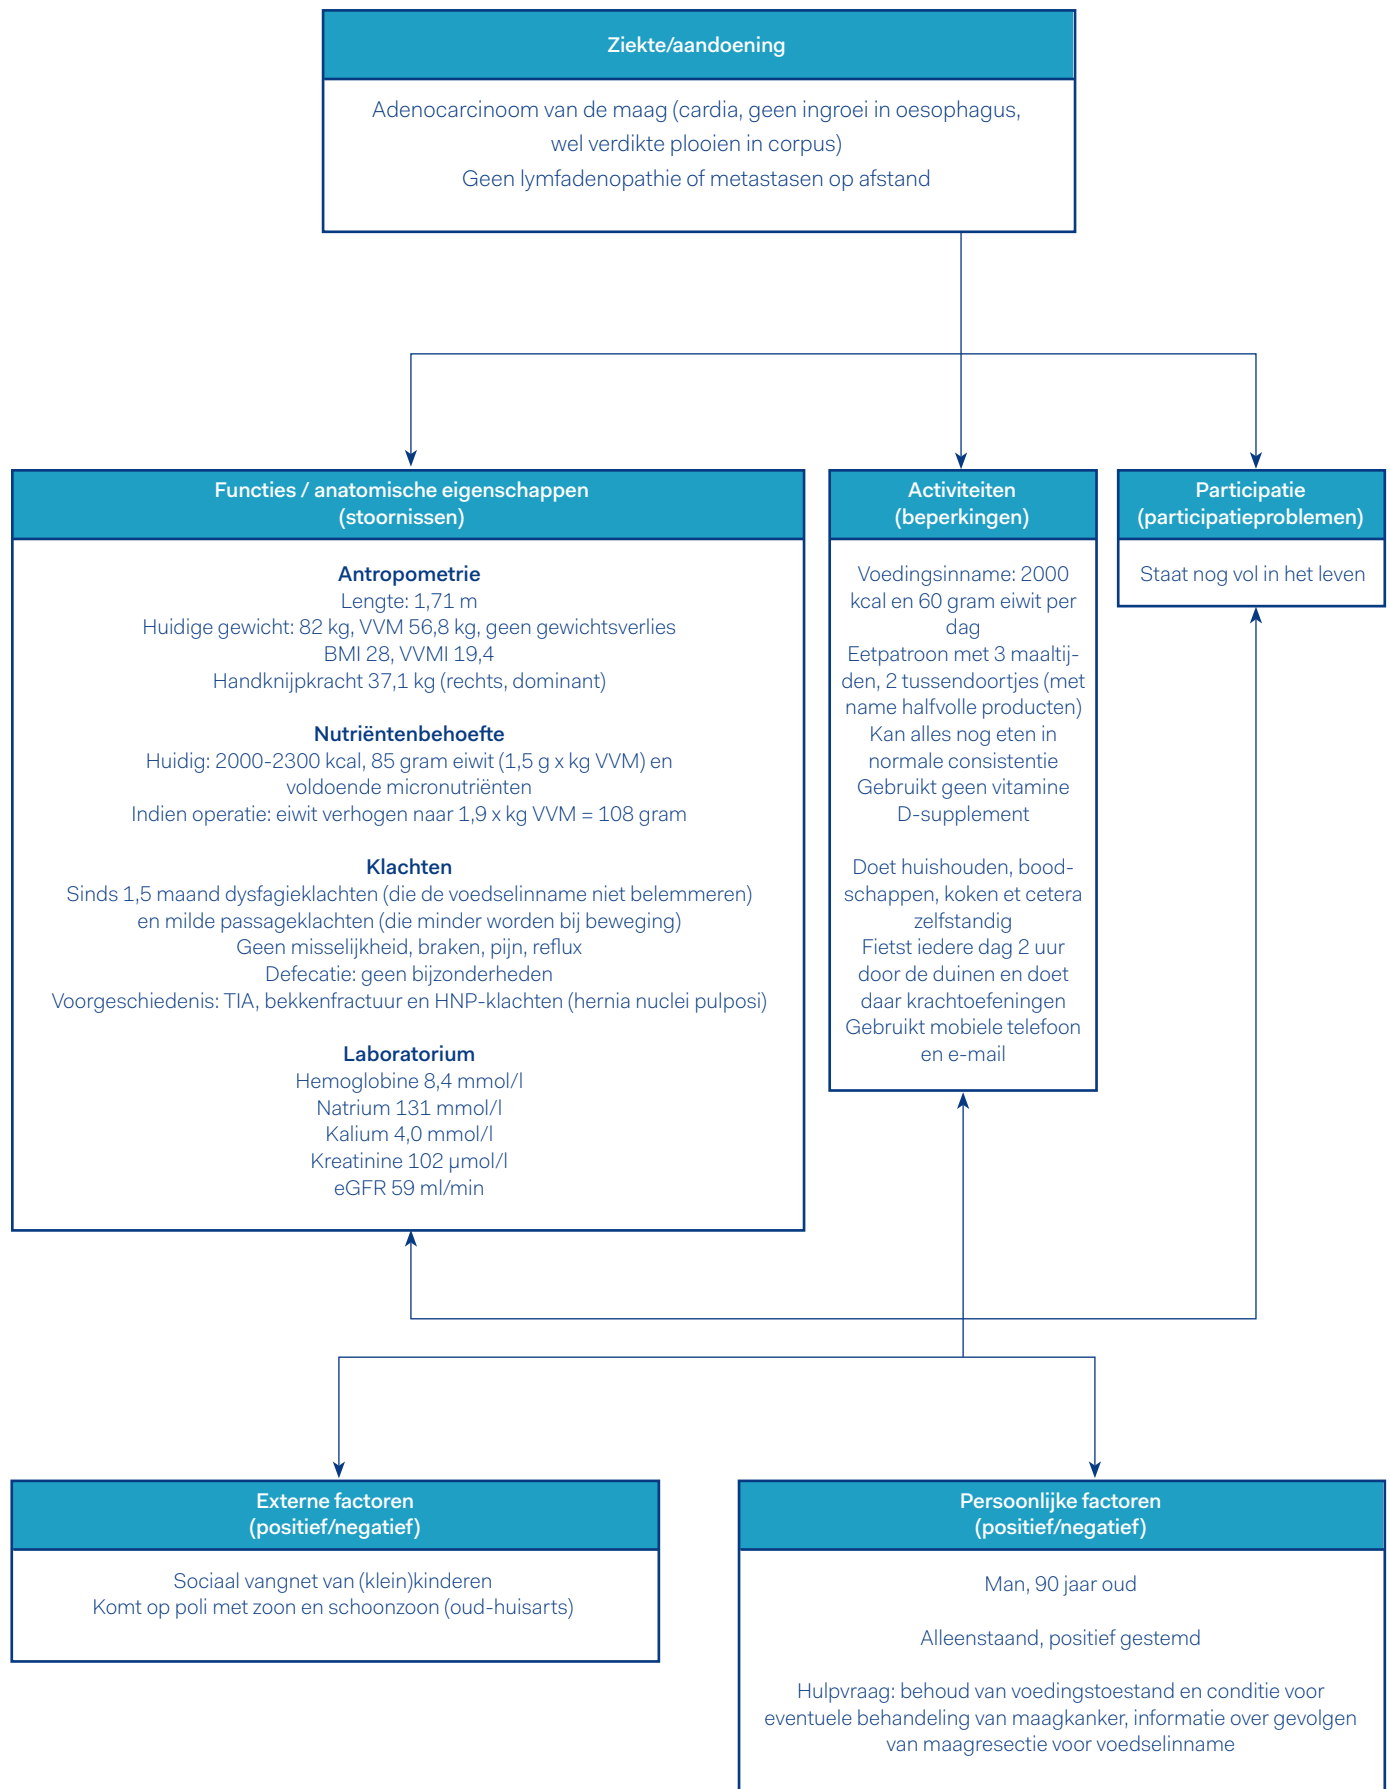 Ziekte/aandoening
Adenocarcinoom van de maag (cardia, geen ingroei in oesophagus,
wel verdikte plooien in corpus)
Geen lymfadenopathie of metastasen op afstand
Functies / anatomische eigenschappen
(stoornissen)
Antropometrie
Lengte: 1,71 m
Huidige gewicht: 82 kg, VVM 56,8 kg, geen gewichtsverlies
BMI 28, VVMI 19,4
Handknijpkracht 37,1 kg (rechts, dominant)
Nutriëntenbehoefte
Huidig: 2000-2300 kcal, 85 gram eiwit (1,5 g x kg VVM) en
voldoende micronutriënten
Indien operatie: eiwit verhogen naar 1,9 x kg VVM = 108 gram
Klachten
Sinds 1,5 maand dysfagieklachten (die de voedselinname niet belemmeren)
en milde passageklachten (die minder worden bij beweging)
Geen misselijkheid, braken, pijn, reflux
Defecatie: geen bijzonderheden
Voorgeschiedenis: TIA, bekkenfractuur en HNP-klachten (hernia nuclei pulposi)
Laboratorium
Hemoglobine 8,4 mmol/l
Natrium 131 mmol/l
Kalium 4,0 mmol/l
Kreatinine 102 µmol/l
eGFR 59 ml/min
Activiteiten
(beperkingen)
Voedingsinname: 2000
kcal en 60 gram eiwit per
dag
Eetpatroon met 3 maaltij-
den, 2 tussendoortjes (met
name halfvolle producten)
Kan alles nog eten in
normale consistentie
Gebruikt geen vitamine
D-supplement
Doet huishouden, bood-
schappen, koken et cetera
zelfstandig
Fietst iedere dag 2 uur
door de duinen en doet
daar krachtoefeningen
Gebruikt mobiele telefoon
en e-mail
Participatie
(participatieproblemen)
Staat nog vol in het leven
Externe factoren
(positief/negatief)
Sociaal vangnet van (klein)kinderen
Komt op poli met zoon en schoonzoon (oud-huisarts)
Persoonlijke factoren
(positief/negatief)
Man, 90 jaar oud
Alleenstaand, positief gestemd
Hulpvraag: behoud van voedingstoestand en conditie voor
eventuele behandeling van maagkanker, informatie over gevolgen
van maagresectie voor voedselinname